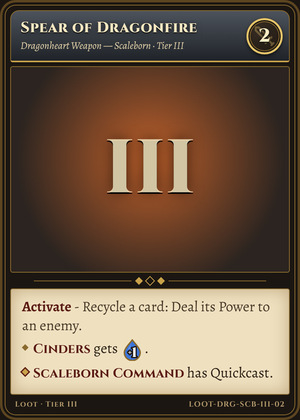 Spear of Dragonfire
Dragonheart Weapon — Scaleborn · Tier III
2
III
Activate - Recycle a card: Deal its Power to
an enemy.
Cinders gets -1 .
Scaleborn Command has Quickcast.
Loot · Tier III
LOOT-DRG-SCB-III-02